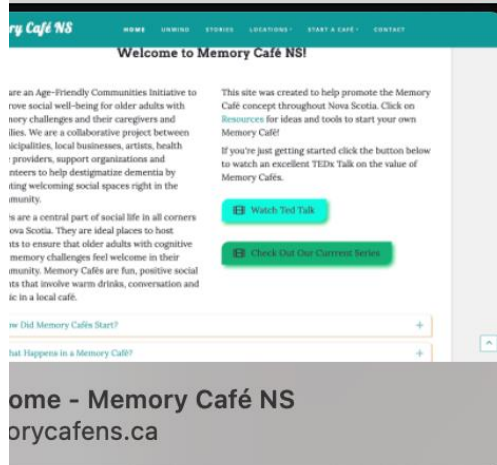 ry Café NS
HOME UNWIND STORIES LOCATIONS START A CAFÉ CONTACT
Welcome to Memory Café NS!
are an Age-Friendly Communities Initiative to
rove social well-being for older adults with
mory challenges and their caregivers and
ilies. We are a collaborative project between
nicipalities, local businesses, artists, health
providers, support organizations and
nteers to help destigmatize dementia by
ting welcoming social spaces right in the
mmunity.
s are a central part of social life in all corners
ova Scotia. They are ideal places to host
nts to ensure that older adults with cognitive
memory challenges feel welcome in their
mmunity. Memory Cafés are fun, positive social
nts that involve warm drinks, conversation and
ic in a local café.
This site was created to help promote the Memory
Café concept throughout Nova Scotia. Click on
Resources for ideas and tools to start your own
Memory Café!
If you're just getting started click the button below
to watch an excellent TEDx Talk on the value of
Memory Cafés.
Watch Ted Talk
Check Out Our Currrent Series
ow Did Memory Cafés Start? +
hat Happens in a Memory Café? +
ome - Memory Café NS
orycafens.ca